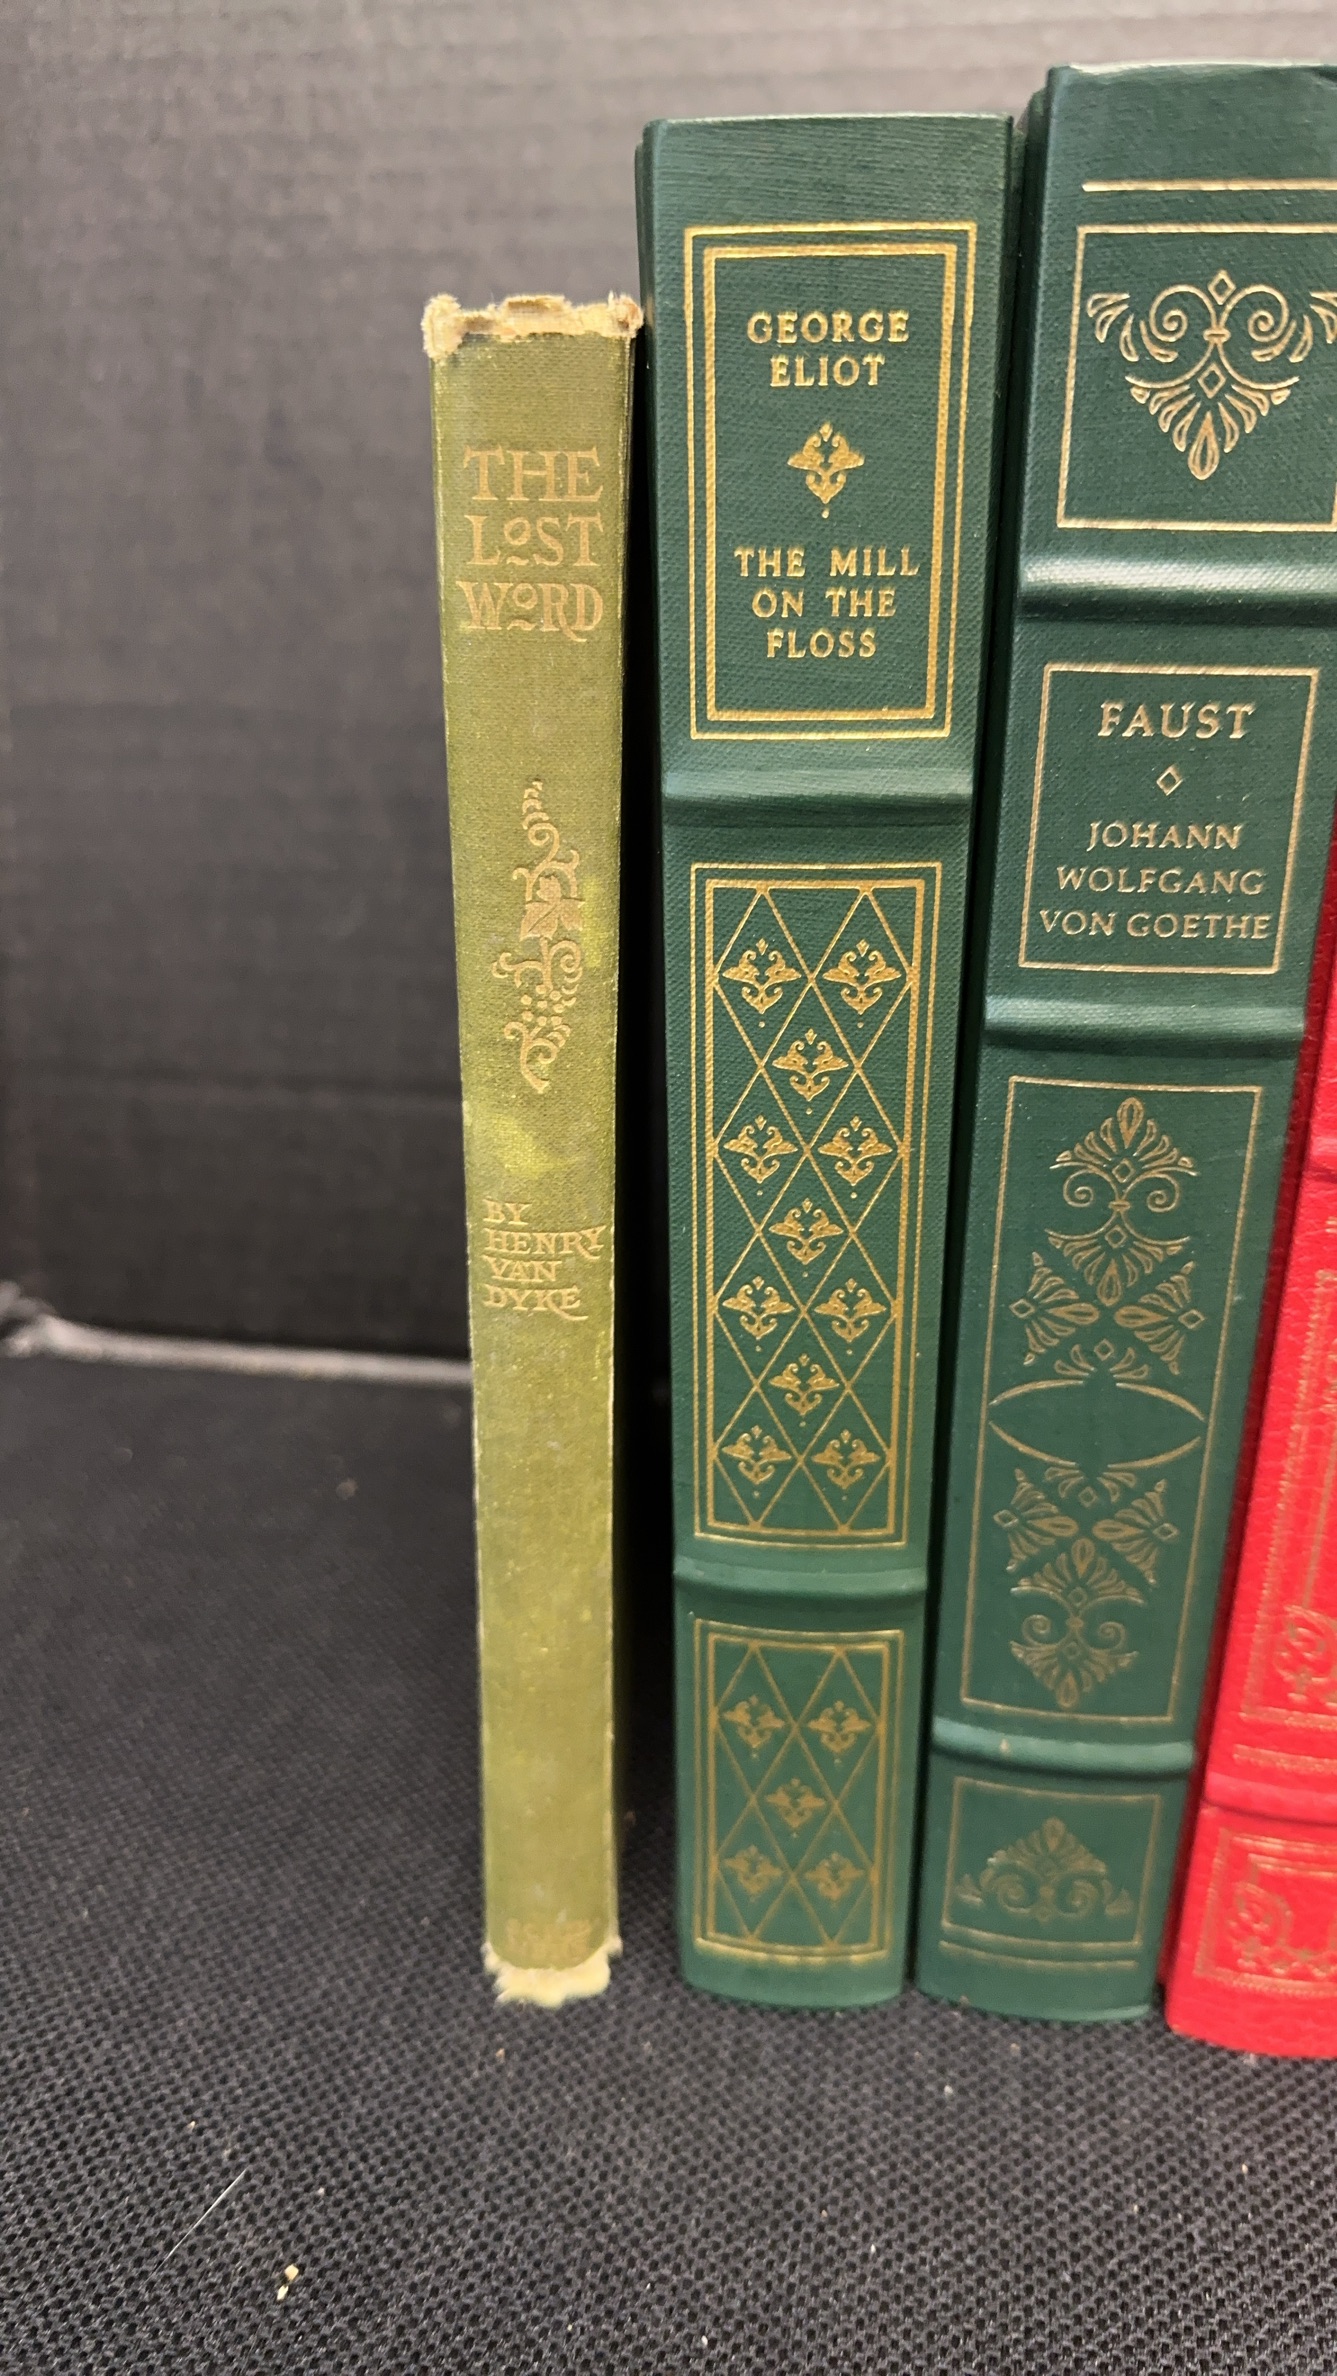 THE
LOST
WORD
BY
HENRY
VAN
DYKE
GEORGE
ELIOT
THE MILL
ON THE
FLOSS
FAUST
JOHANN
WOLFGANG
VON GOETHE